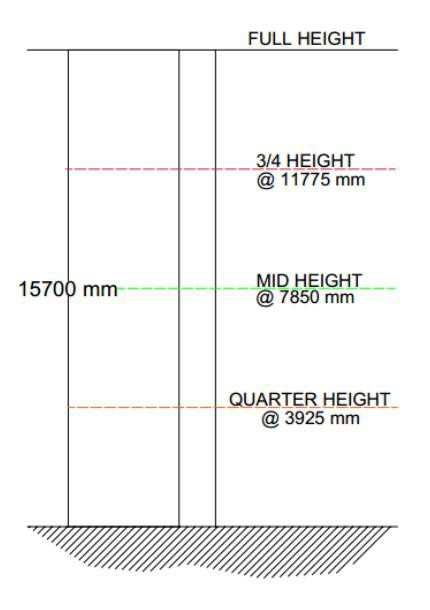 FULL HEIGHT
3/4 HEIGHT
@ 11775 mm
15700 mm
MID HEIGHT
@ 7850 mm
QUARTER HEIGHT
@ 3925 mm